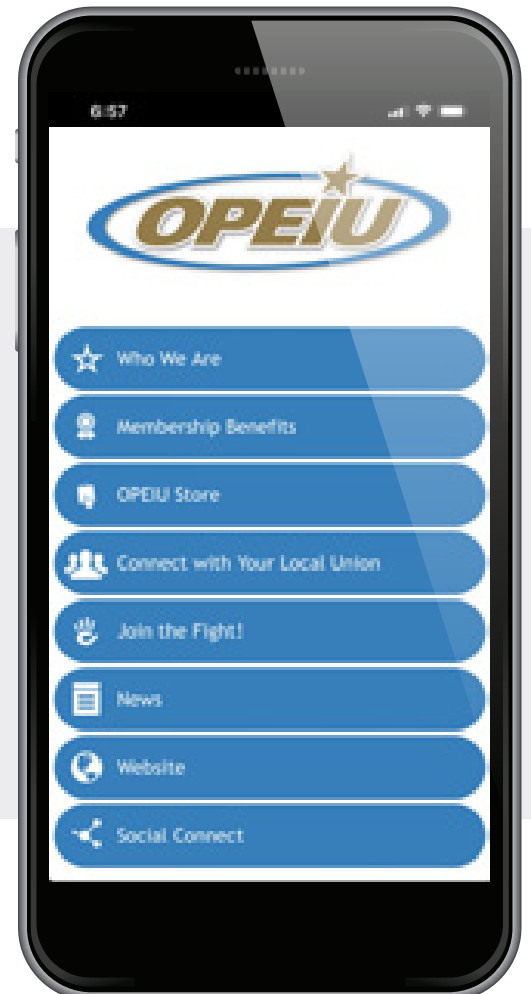 6:57
OPEIU
Who We Are
Membership Benefits
OPEIU Store
Connect with Your Local Union
Join the Fight!
News
Website
Social Connect